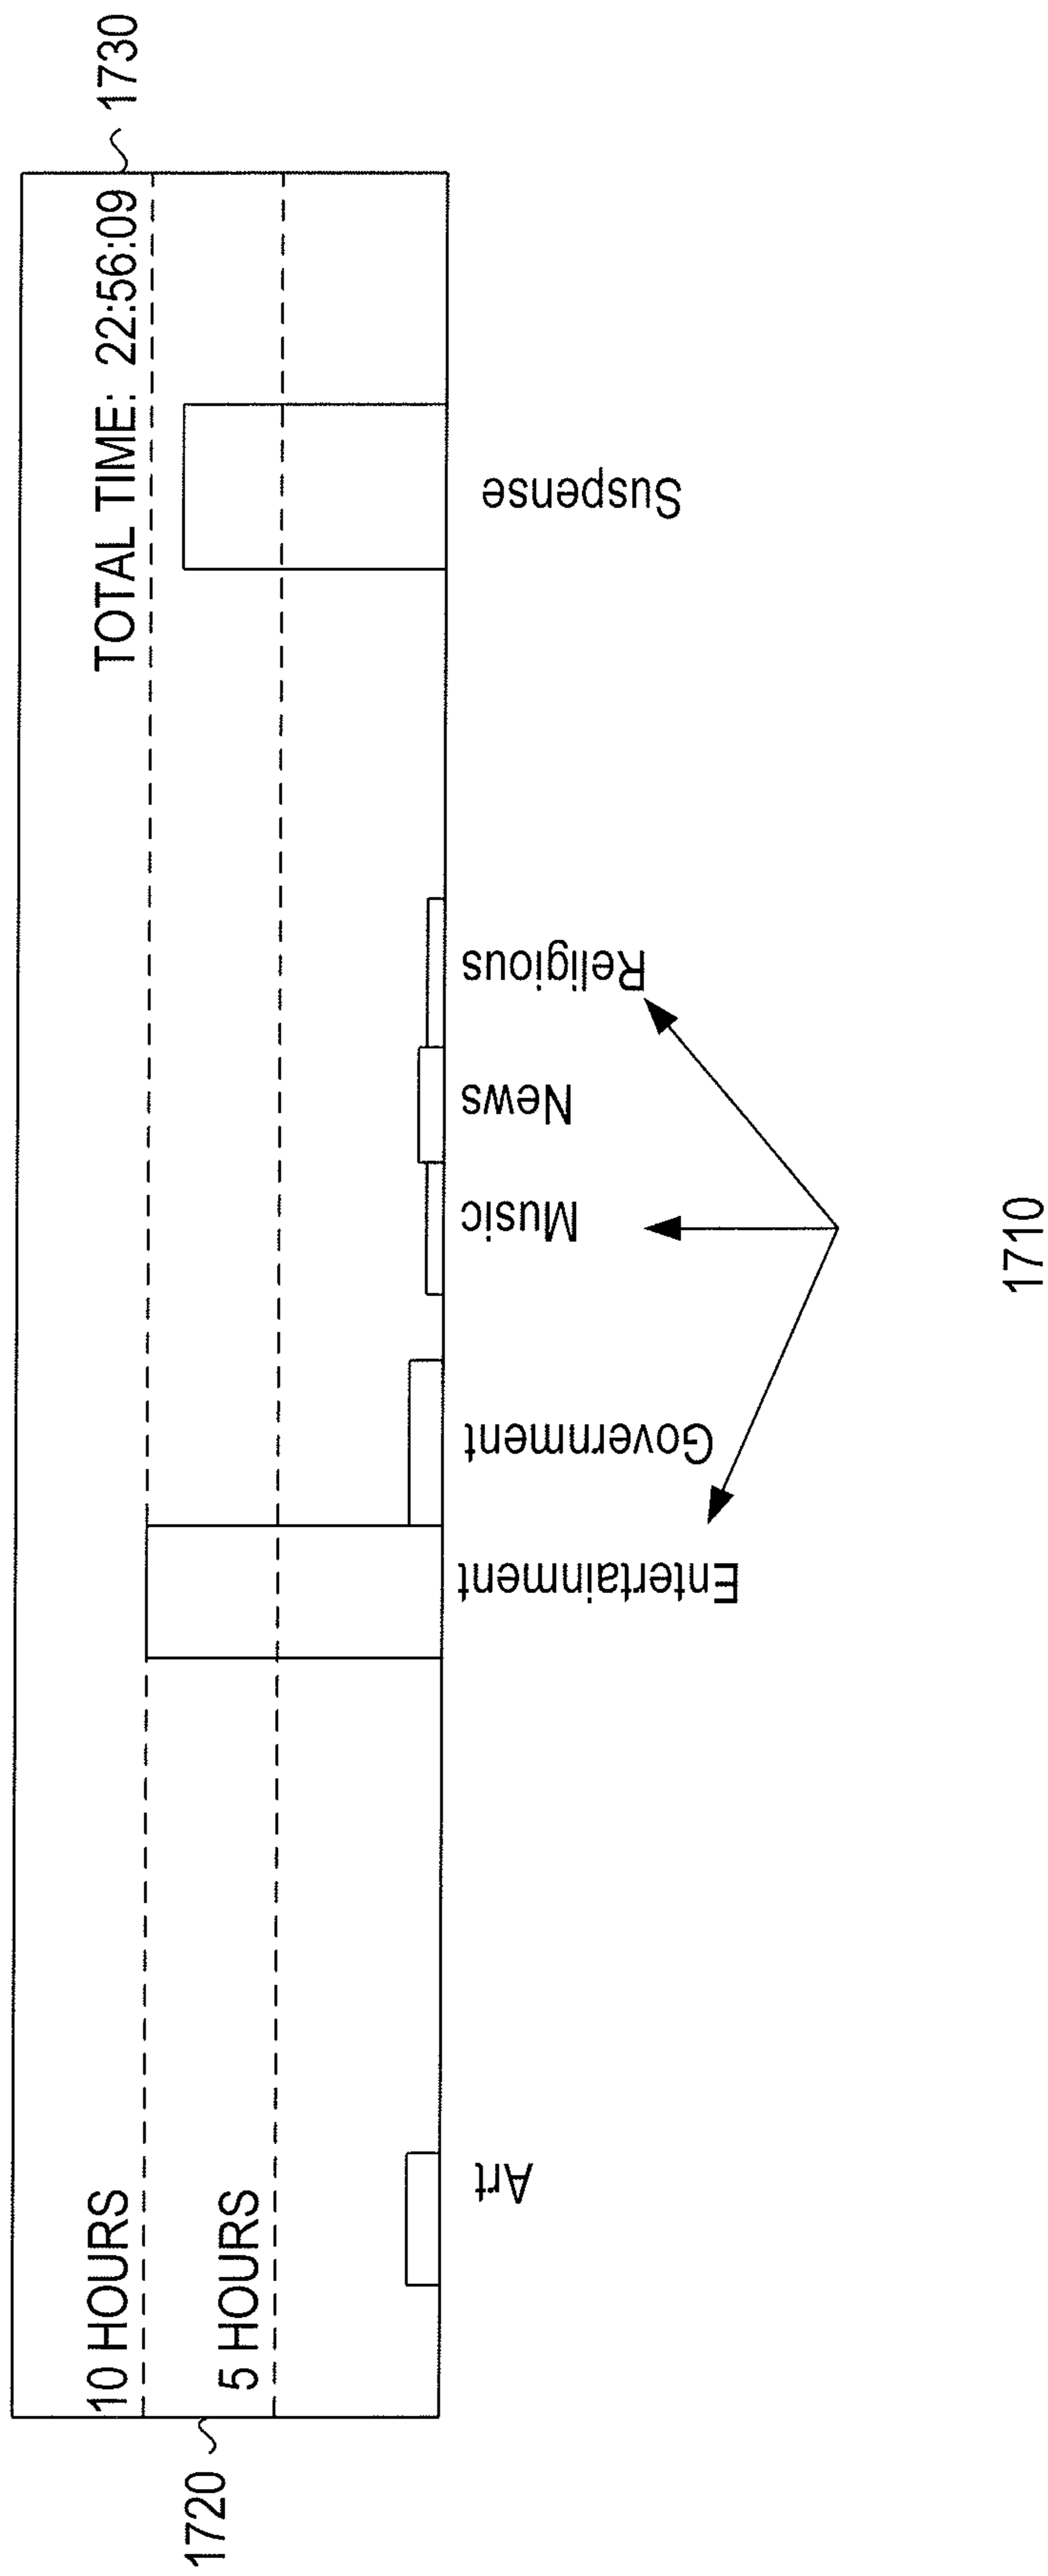 1730
TOTAL TIME: 22:56:09
10 HOURS
5 HOURS
1720
Art
Entertainment
Government
Music
News
Religious
Suspense
1710